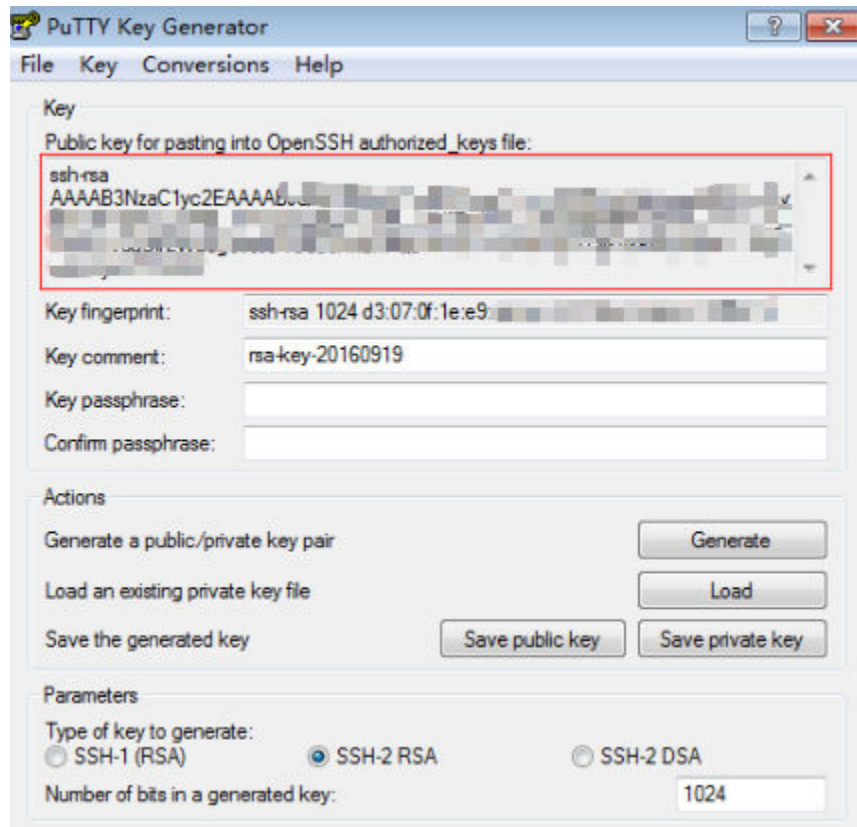 PuTTY Key Generator
File Key Conversions Help
Key
Public key for pasting into OpenSSH authorized_keys file:
ssh-rsa
AAAAB3NzaC1yc2EAAAAB
Key fingerprint: ssh-rsa 1024 d3:07:0f:1e:e9:
Key comment: rsa-key-20160919
Key passphrase:
Confirm passphrase:
Actions
Generate a public/private key pair Generate
Load an existing private key file Load
Save the generated key Save public key Save private key
Parameters
Type of key to generate:
SSH-1 (RSA) SSH-2 RSA SSH-2 DSA
Number of bits in a generated key: 1024